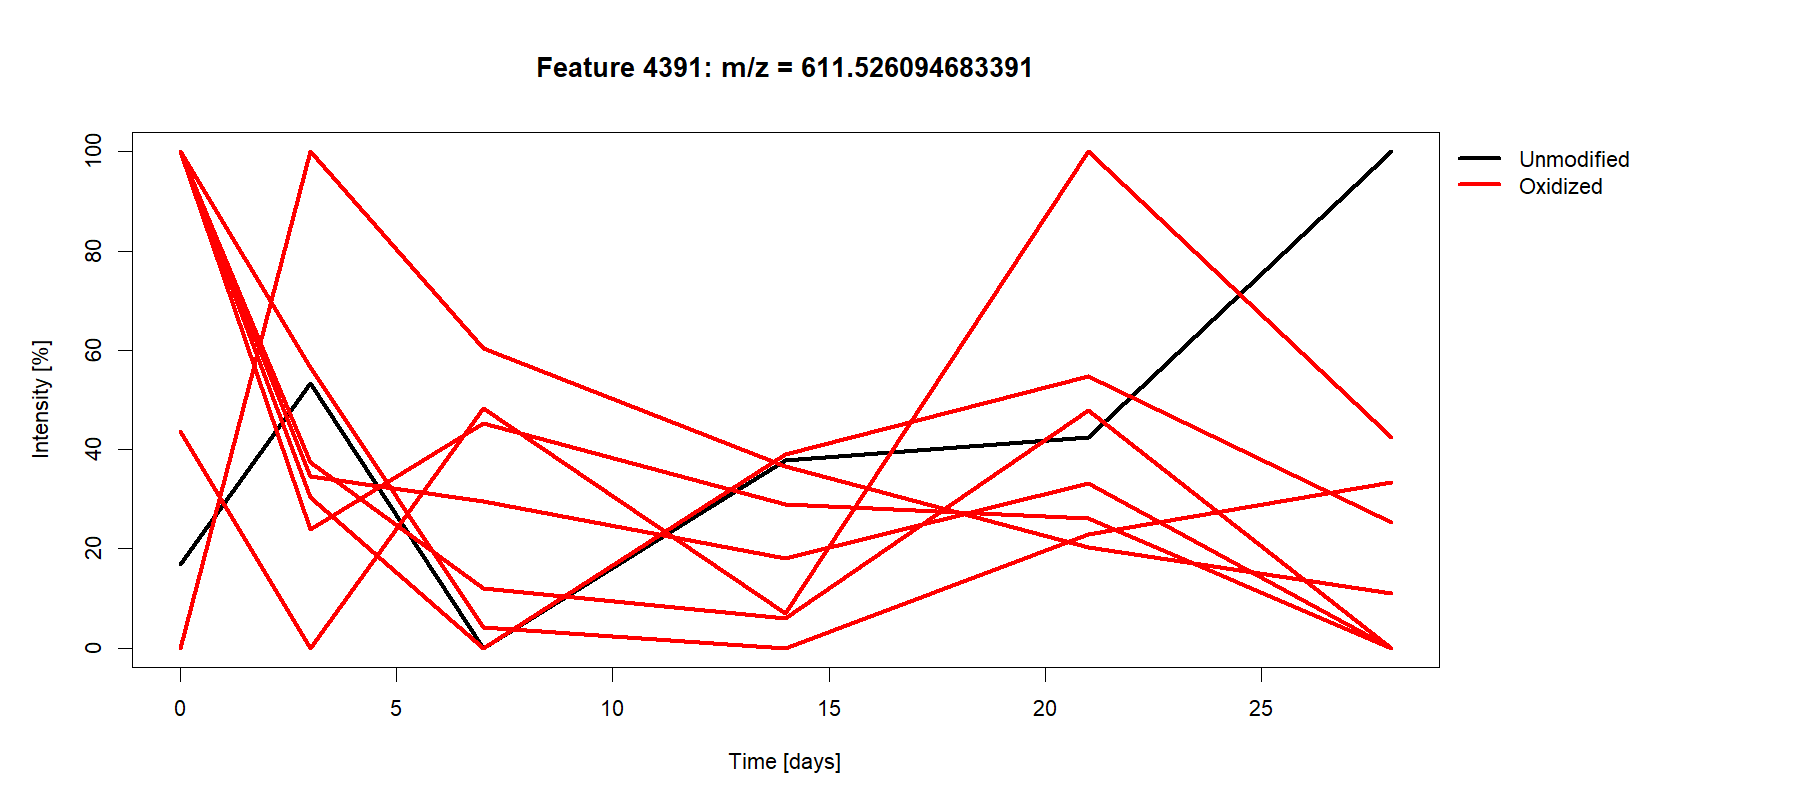 Feature 4391: m/z = 611.526094683391
Unmodified
Oxidized
Intensity [%]
100
80
60
40
20
0
0 5 10 15 20 25
Time [days]